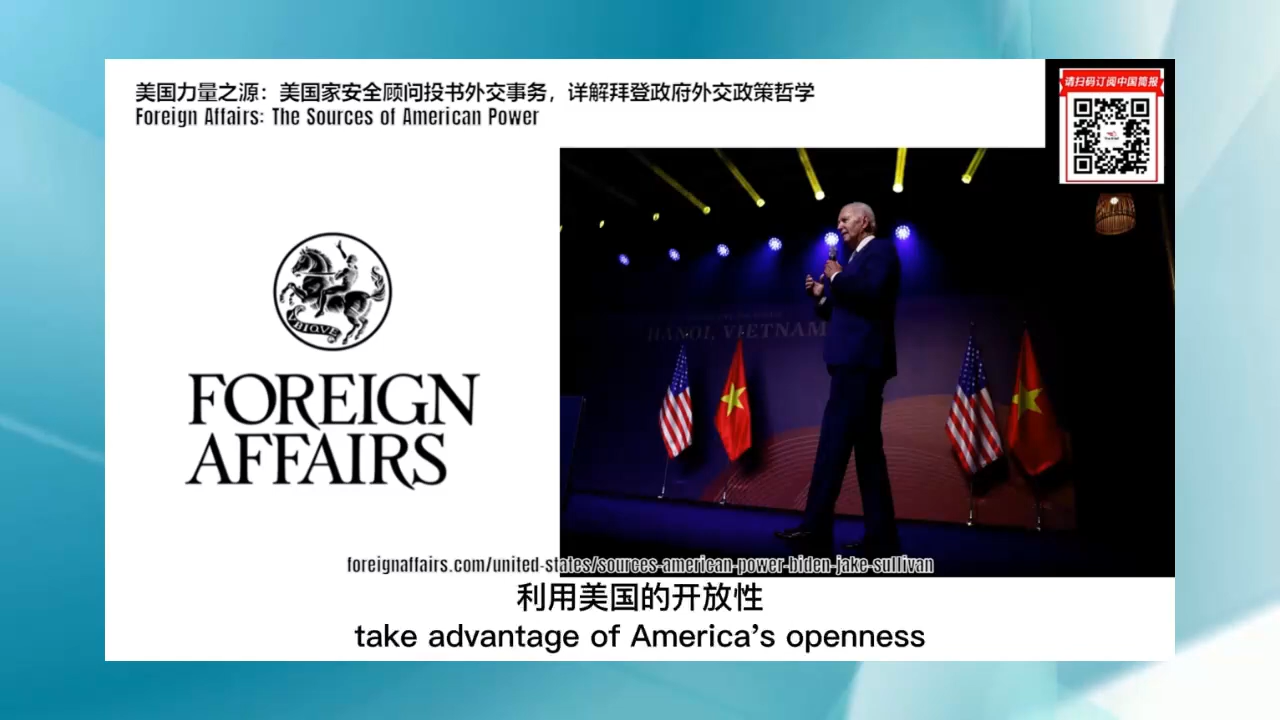 美国力量之源：美国家安全顾问投书外交事务，详解拜登政府外交政策哲学
Foreign Affairs: The Sources of American Power
请扫码订阅中国简报
VBIQVE
FOREIGN
AFFAIRS
HANOI, VIETNAM
foreignaffairs.com/united-states/sources-american-power-biden-jake-sullivan
利用美国的开放性
take advantage of America’s openness